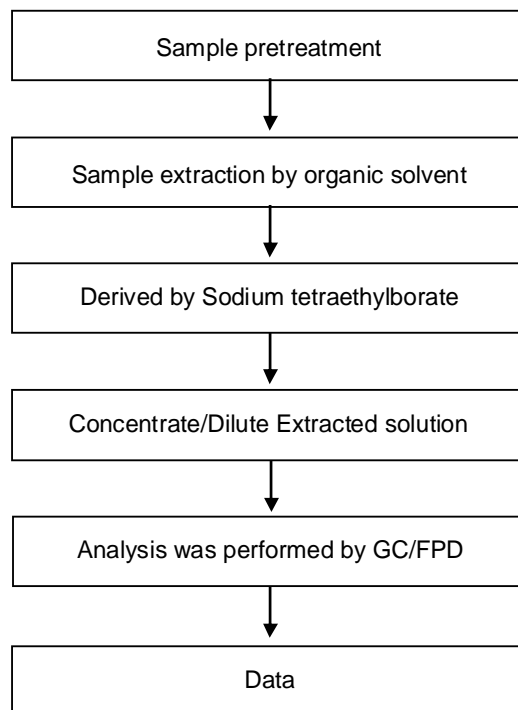 Sample pretreatment
Sample extraction by organic solvent
Derived by Sodium tetraethylborate
Concentrate/Dilute Extracted solution
Analysis was performed by GC/FPD
Data